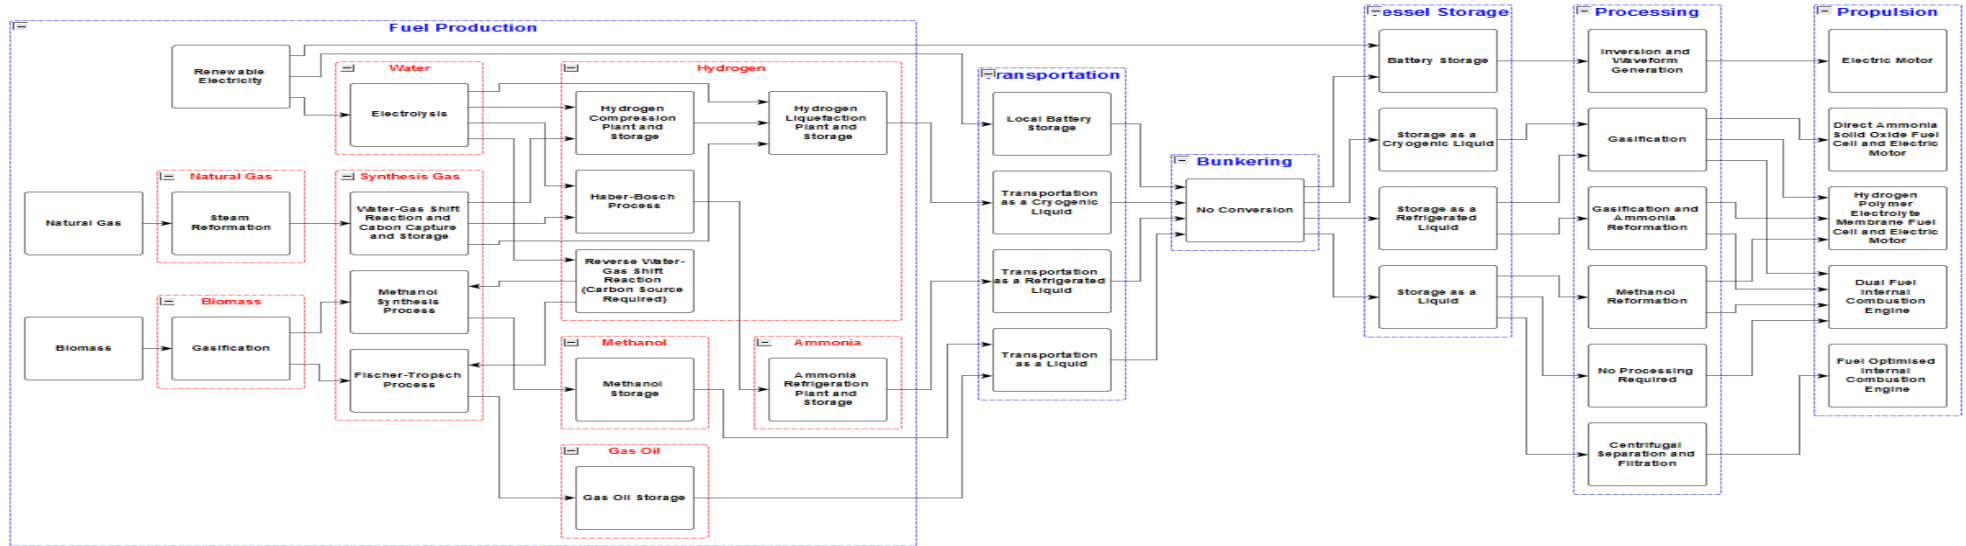 Fuel Production
Renewable
Electricity
Natural Gas
Biomass
Natural Gas
Steam
Reformation
Biomass
Gasification
Water
Electrolysis
Synthesis Gas
Water-Gas Shift
Reaction and
Cabon Capture
and Storage
Methanol
Synthesis
Process
Fischer-Tropsch
Process
Hydrogen
Hydrogen
Compression
Plant and
Storage
Hydrogen
Liquefaction
Plant and
Storage
Haber-Bosch
Process
Reverse Water-
Gas Shift
Reaction
(Carbon Source
Required)
Methanol
Methanol
Storage
Ammonia
Ammonia
Refrigeration
Plant and
Storage
Gas Oil
Gas Oil Storage
ransportation
Local Battery
Storage
Transportation
as a Cryogenic
Liquid
Transportation
as a Refrigerated
Liquid
Transportation
as a Liquid
Bunkering
No Conversion
essel Storage
Battery Storage
Storage as a
Cryogenic Liquid
Storage as a
Refrigerated
Liquid
Storage as a
Liquid
Processing
Inversion and
Waveform
Generation
Gasification
Gasification and
Ammonia
Reformation
Methanol
Reformation
No Processing
Required
Centrifugal
Separation and
Filtration
Propulsion
Electric Motor
Direct Ammonia
Solid Oxide Fuel
Cell and Electric
Motor
Hydrogen
Polymer
Electrolyte
Membrane Fuel
Cell and Electric
Motor
Dual Fuel
Internal
Combustion
Engine
Fuel Optimised
Internal
Combustion
Engine